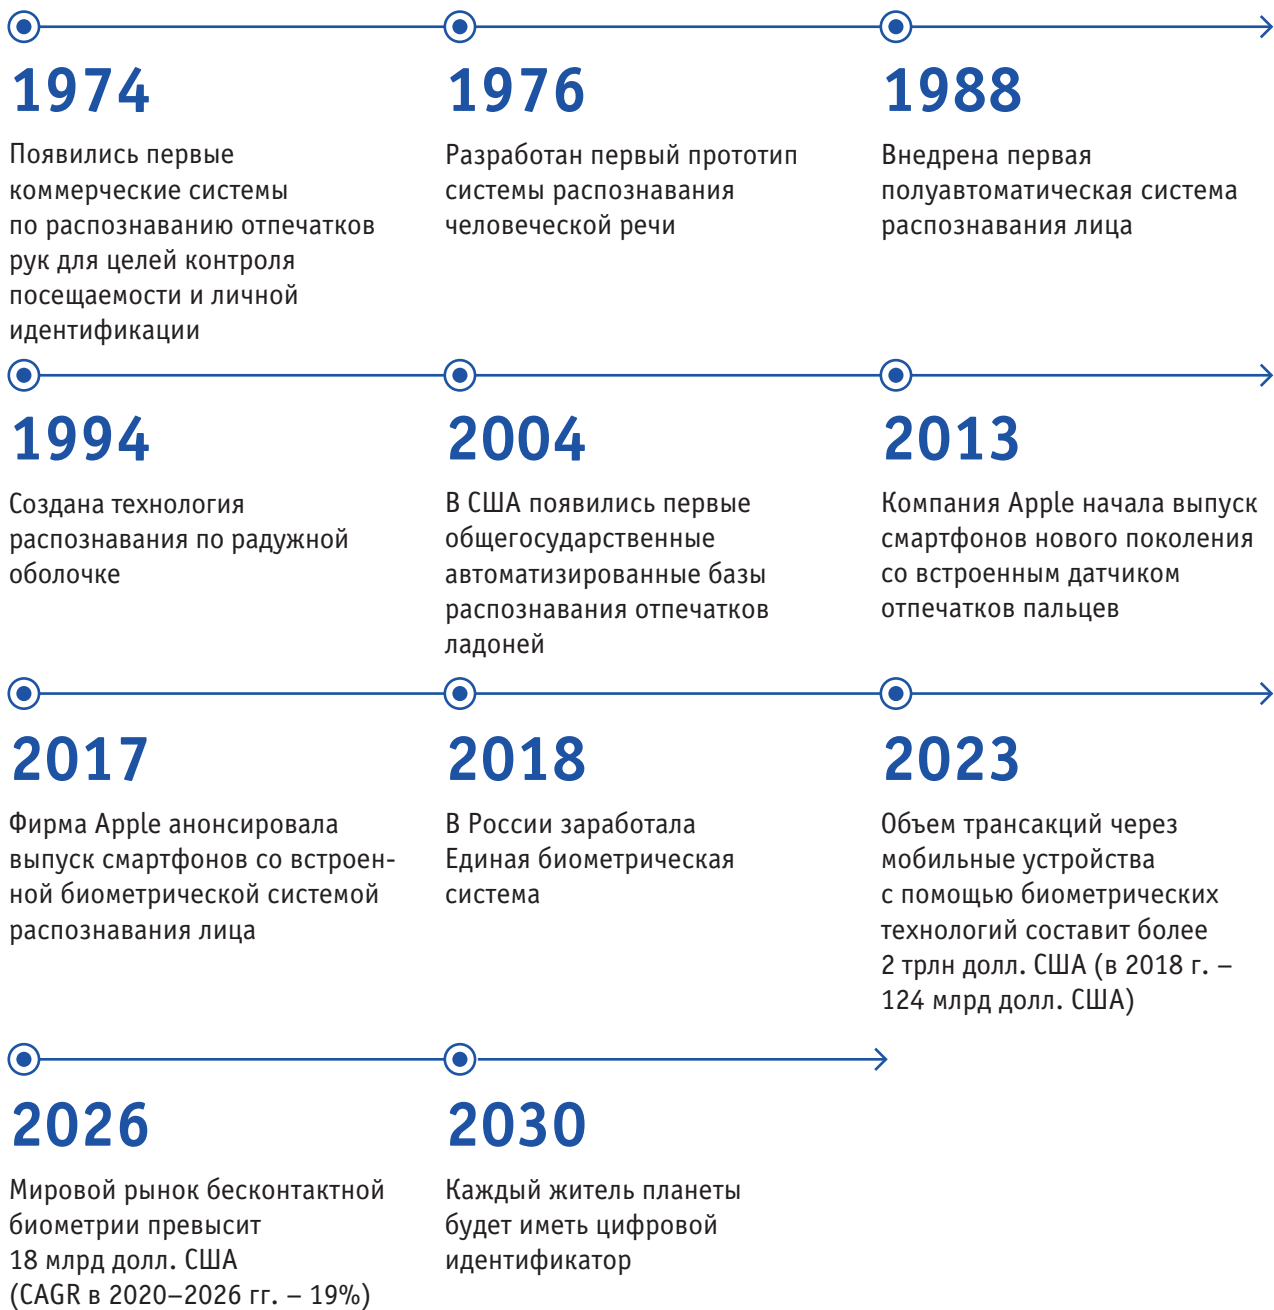 1974
Появились первые
коммерческие системы
по распознаванию отпечатков
рук для целей контроля
посещаемости и личной
идентификации
1976
Разработан первый прототип
системы распознавания
человеческой речи
1988
Внедрена первая
полуавтоматическая система
распознавания лица
1994
Создана технология
распознавания по радужной
оболочке
2004
В США появились первые
общегосударственные
автоматизированные базы
распознавания отпечатков
ладоней
2013
Компания Apple начала выпуск
смартфонов нового поколения
со встроенным датчиком
отпечатков пальцев
2017
Фирма Apple анонсировала
выпуск смартфонов со встроен-
ной биометрической системой
распознавания лица
2018
В России заработала
Единая биометрическая
система
2023
Объем трансакций через
мобильные устройства
с помощью биометрических
технологий составит более
2 трлн долл. США (в 2018 г. –
124 млрд долл. США)
2026
Мировой рынок бесконтактной
биометрии превысит
18 млрд долл. США
(CAGR в 2020–2026 гг. – 19%)
2030
Каждый житель планеты
будет иметь цифровой
идентификатор